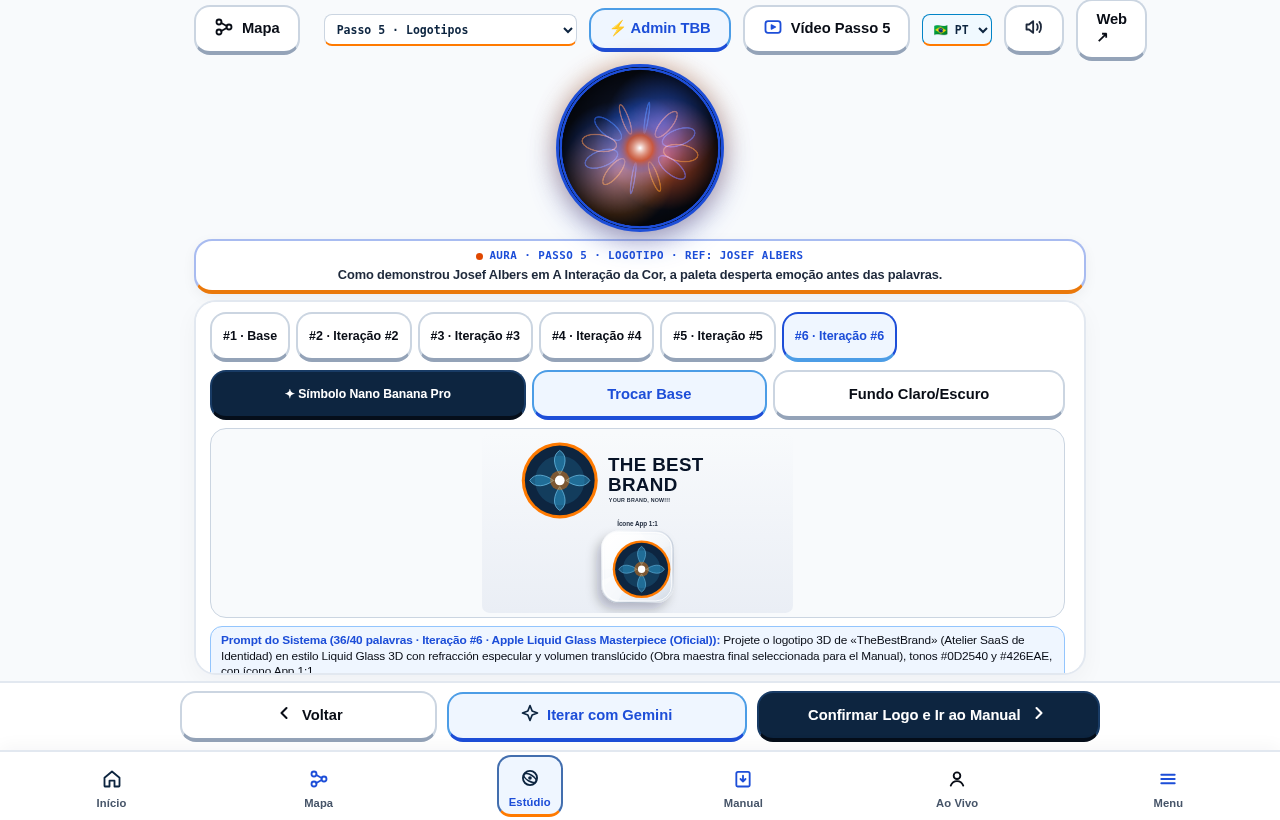 Mapa
Passo 5 · Logotipos
⚡ Admin TBB
Vídeo Passo 5
🇧🇷 PT
Web ↗
AURA · PASSO 5 · LOGOTIPO · REF: JOSEF ALBERS
Como demonstrou Josef Albers em A Interação da Cor, a paleta desperta emoção antes das palavras.
#1 · Base
#2 · Iteração #2
#3 · Iteração #3
#4 · Iteração #4
#5 · Iteração #5
#6 · Iteração #6
✦ Símbolo Nano Banana Pro
Trocar Base
Fundo Claro/Escuro
THE BEST
BRAND
YOUR BRAND, NOW!!!
Ícone App 1:1
Prompt do Sistema (36/40 palavras · Iteração #6 · Apple Liquid Glass Masterpiece (Oficial)): Projete o logotipo 3D de «TheBestBrand» (Atelier SaaS de
Identidad) en estilo Liquid Glass 3D con refracción especular y volumen translúcido (Obra maestra final seleccionada para el Manual), tonos #0D2540 y #426EAE,
con ícono App 1:1
Voltar
Iterar com Gemini
Confirmar Logo e Ir ao Manual
Início
Mapa
Estúdio
Manual
Ao Vivo
Menu